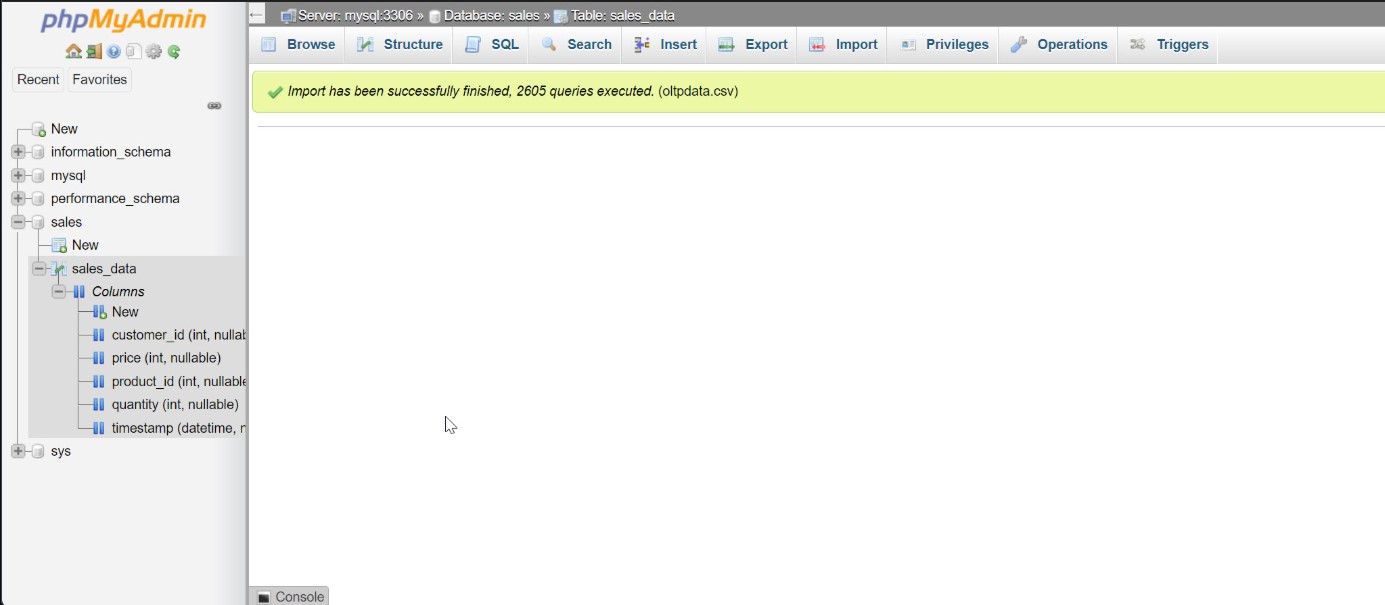 phpMyAdmin
Recent Favorites
New
information_schema
mysql
performance_schema
sales
New
sales_data
Columns
New
customer_id (int, nullab
price (int, nullable)
product_id (int, nullable
quantity (int, nullable)
timestamp (datetime, n
sys
Server: mysql:3306 » Database: sales » Table: sales_data
Browse Structure SQL Search Insert Export Import Privileges Operations Triggers
Import has been successfully finished, 2605 queries executed. (oltpdata.csv)
Console